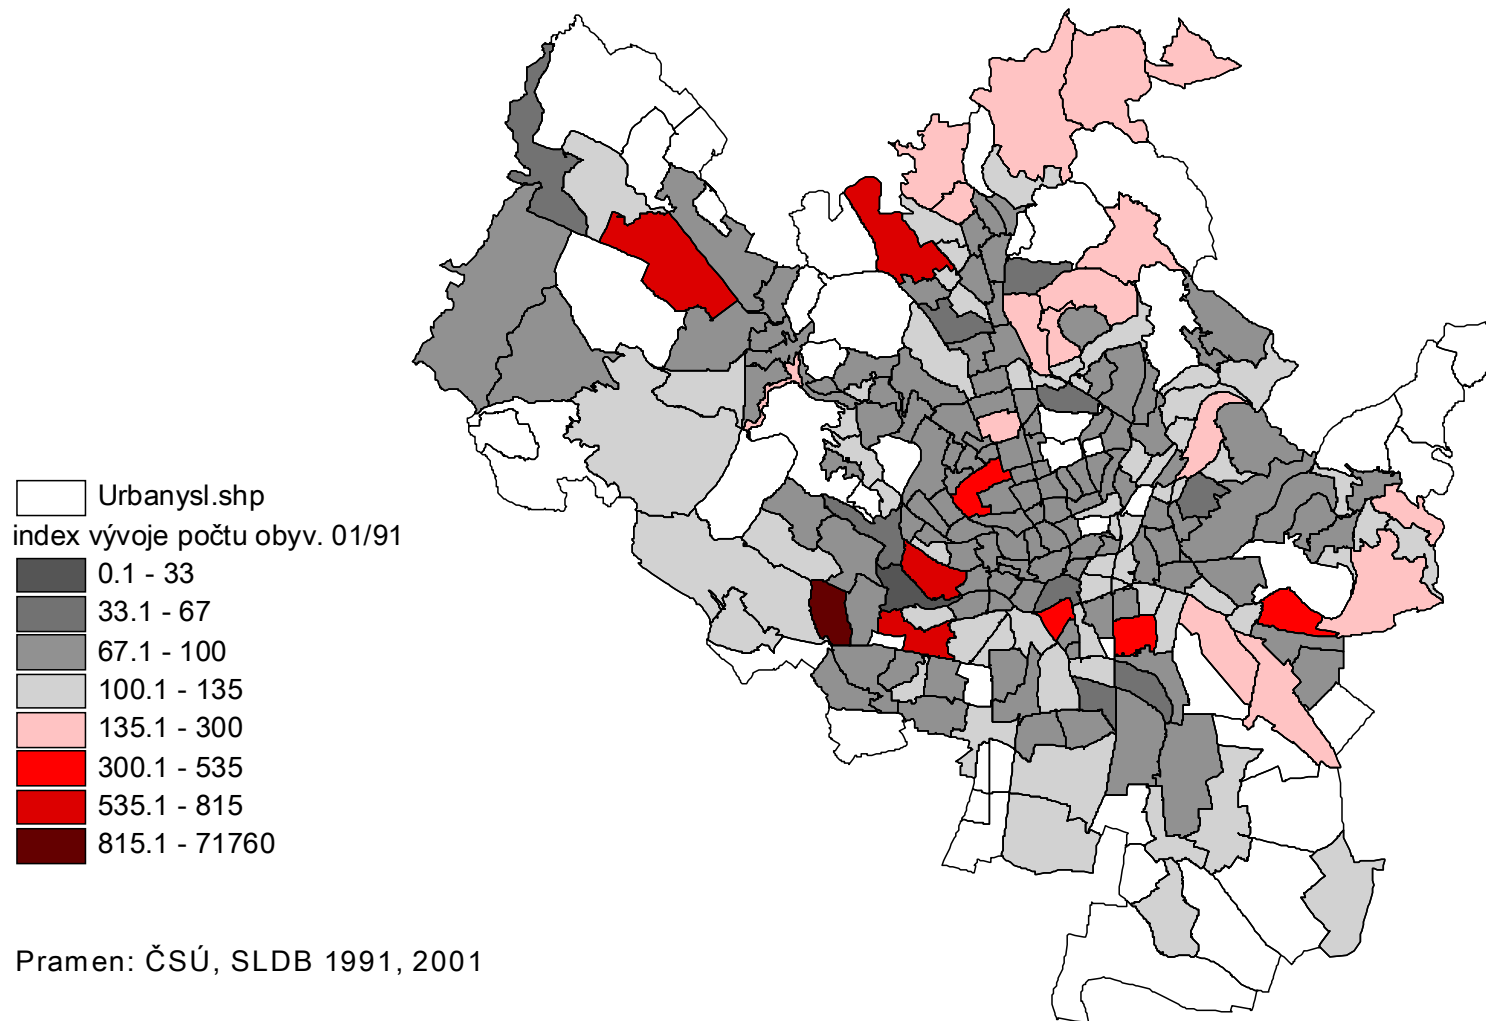 Urbanysl.shp
index vývoje počtu obyv. 01/91
0.1 - 33
33.1 - 67
67.1 - 100
100.1 - 135
135.1 - 300
300.1 - 535
535.1 - 815
815.1 - 71760
Pramen: ČSÚ, SLDB 1991, 2001